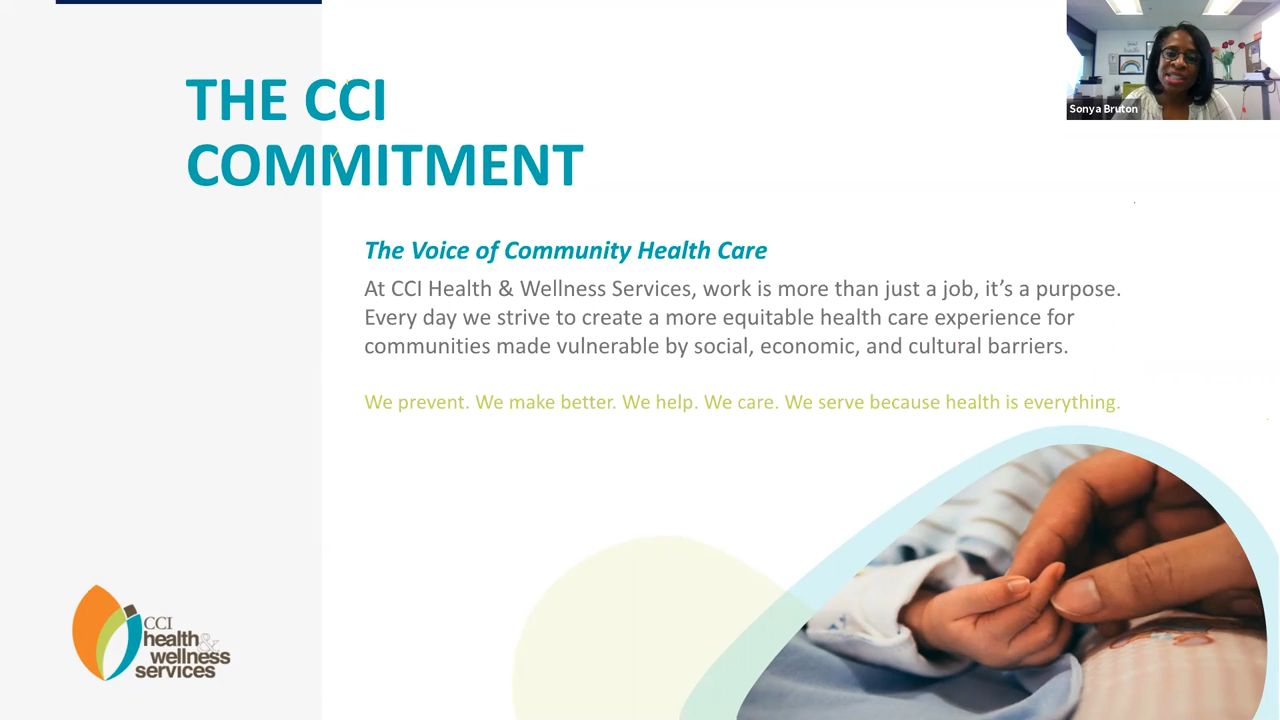 THE CCI
COMMITMENT
Sonya Bruton
The Voice of Community Health Care
At CCI Health & Wellness Services, work is more than just a job, it’s a purpose.
Every day we strive to create a more equitable health care experience for
communities made vulnerable by social, economic, and cultural barriers.
We prevent. We make better. We help. We care. We serve because health is everything.
CCI
health&
wellness
services